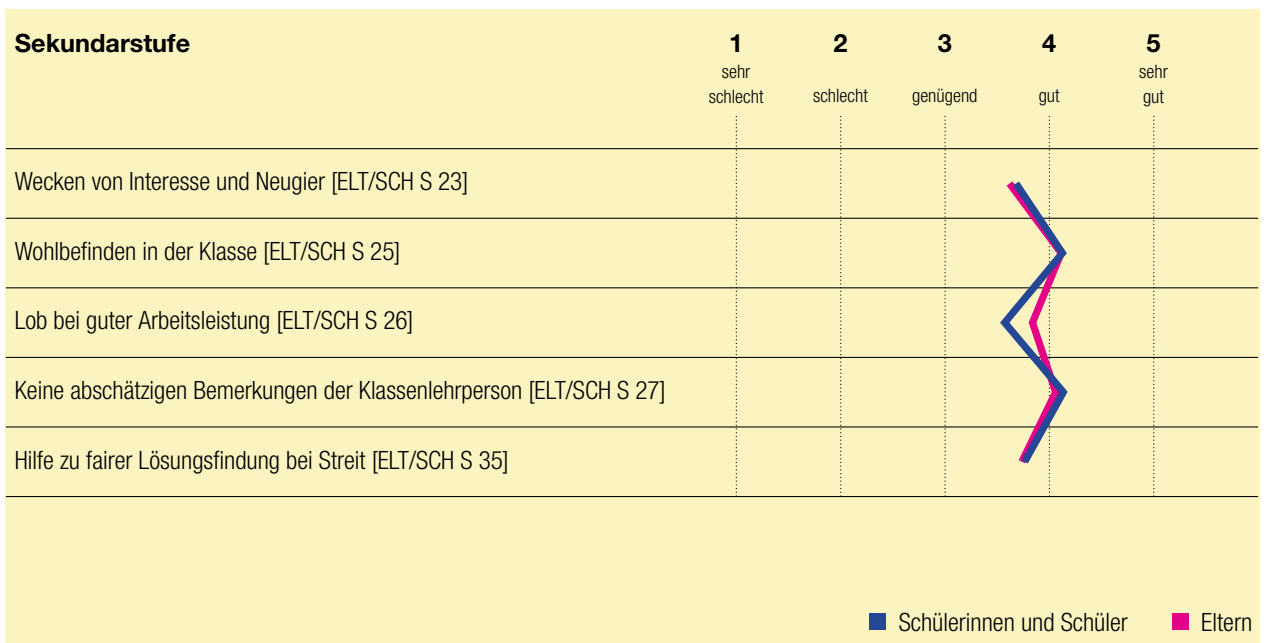 Sekundarstufe 1 2 3 4 5
sehr schlecht schlecht genügend gut sehr gut
Wecken von Interesse und Neugier [ELT/SCH S 23]
Wohlbefinden in der Klasse [ELT/SCH S 25]
Lob bei guter Arbeitsleistung [ELT/SCH S 26]
Keine abschätzigen Bemerkungen der Klassenlehrperson [ELT/SCH S 27]
Hilfe zu fairer Lösungsfindung bei Streit [ELT/SCH S 35]
Schülerinnen und Schüler Eltern